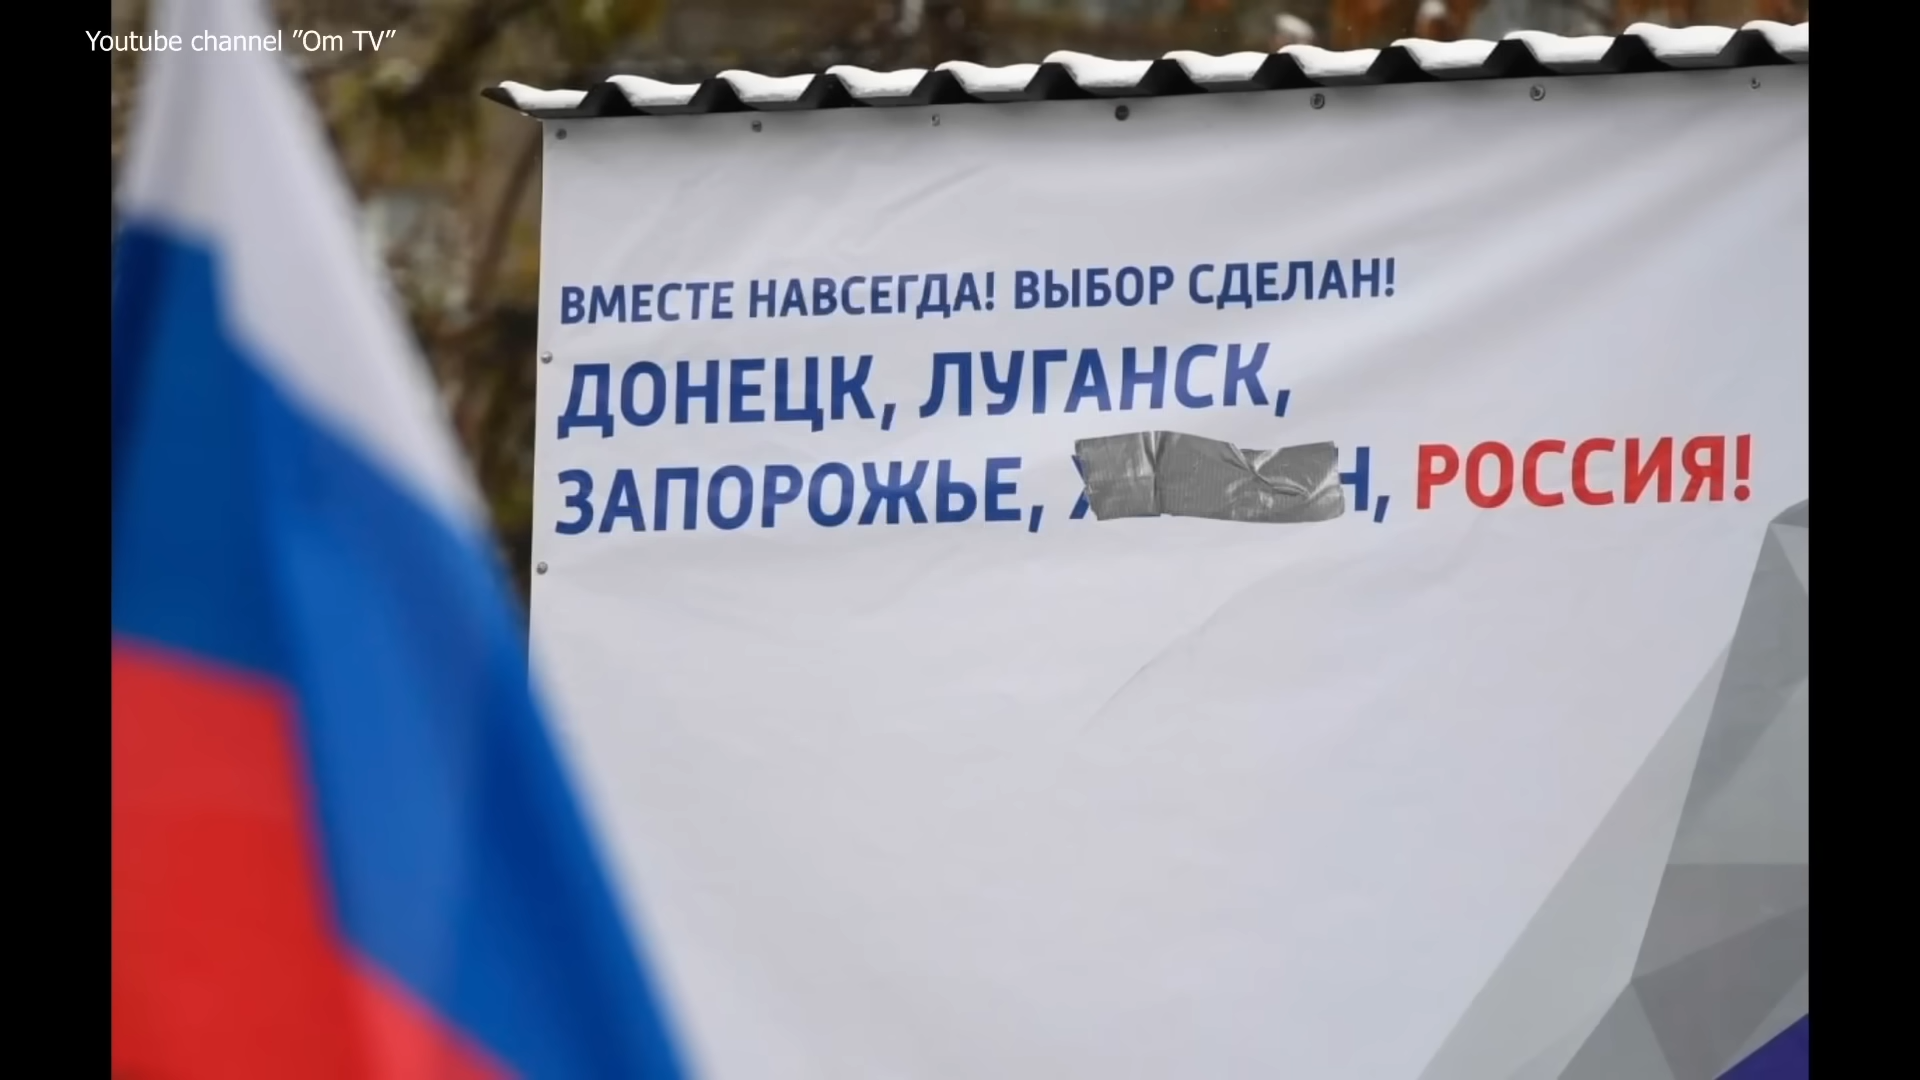 Youtube channel "Om TV"
ВМЕСТЕ НАВСЕГДА! ВЫБОР СДЕЛАН!
ДОНЕЦК, ЛУГАНСК,
ЗАПОРОЖЬЕ, РОССИЯ!